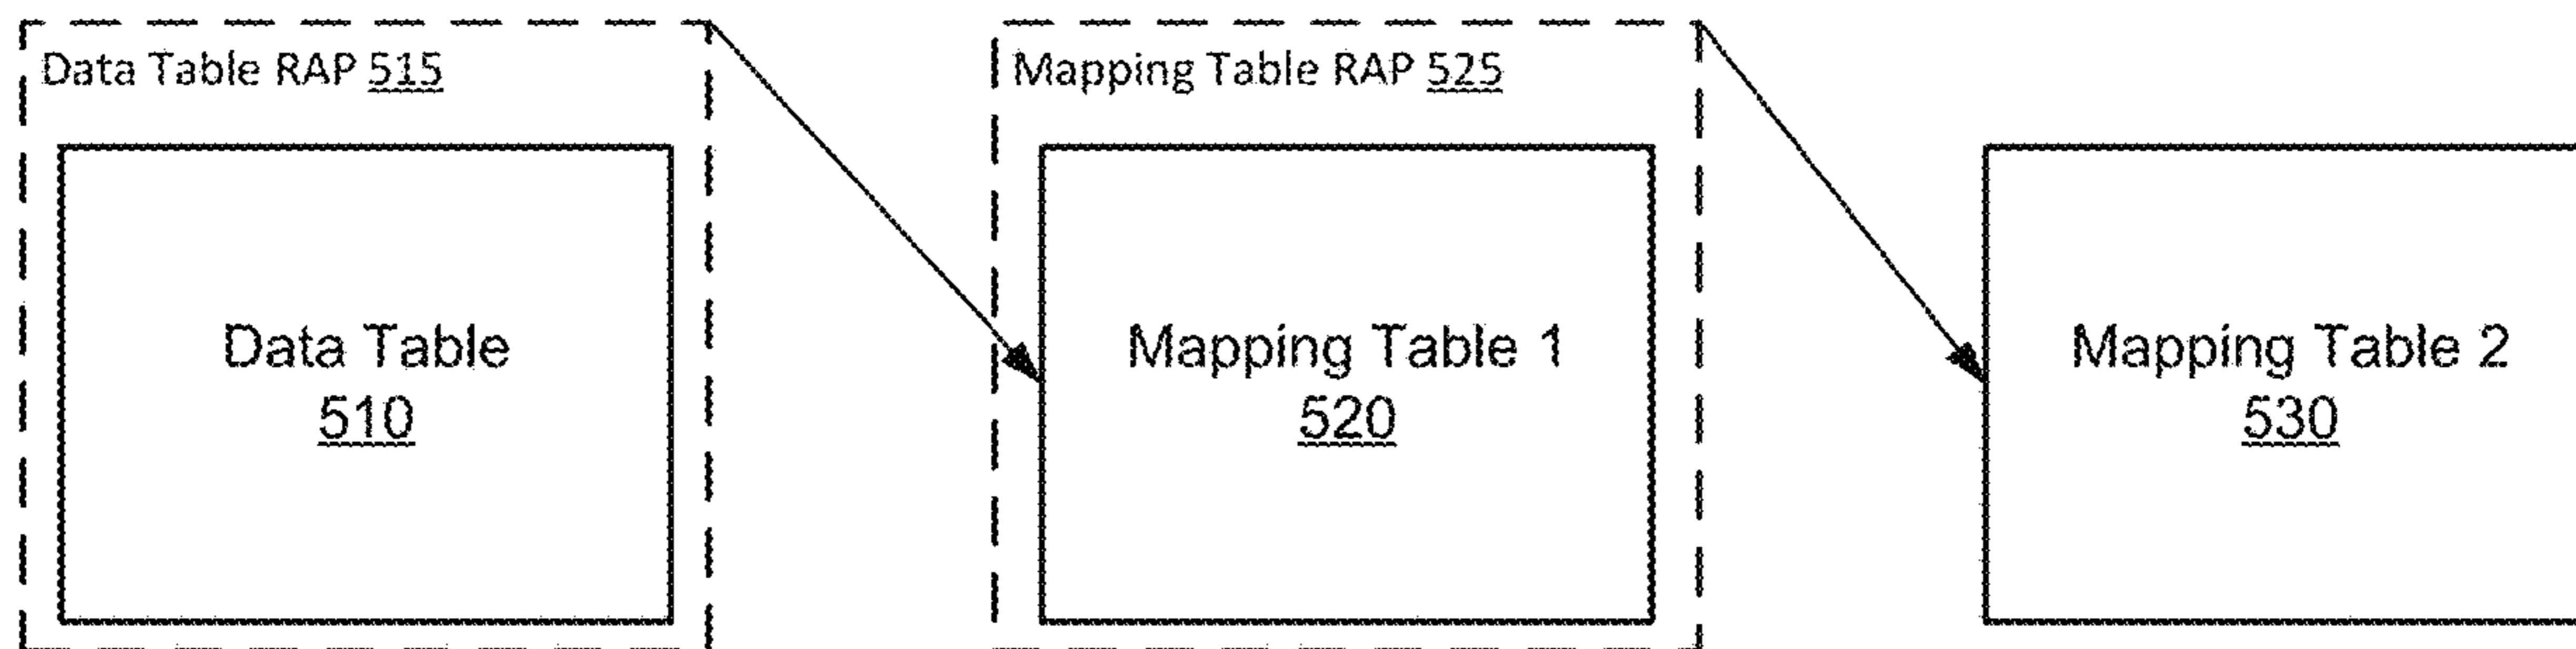 Data Table RAP 515
Data Table
510
Mapping Table RAP 525
Mapping Table 1
520
Mapping Table 2
530